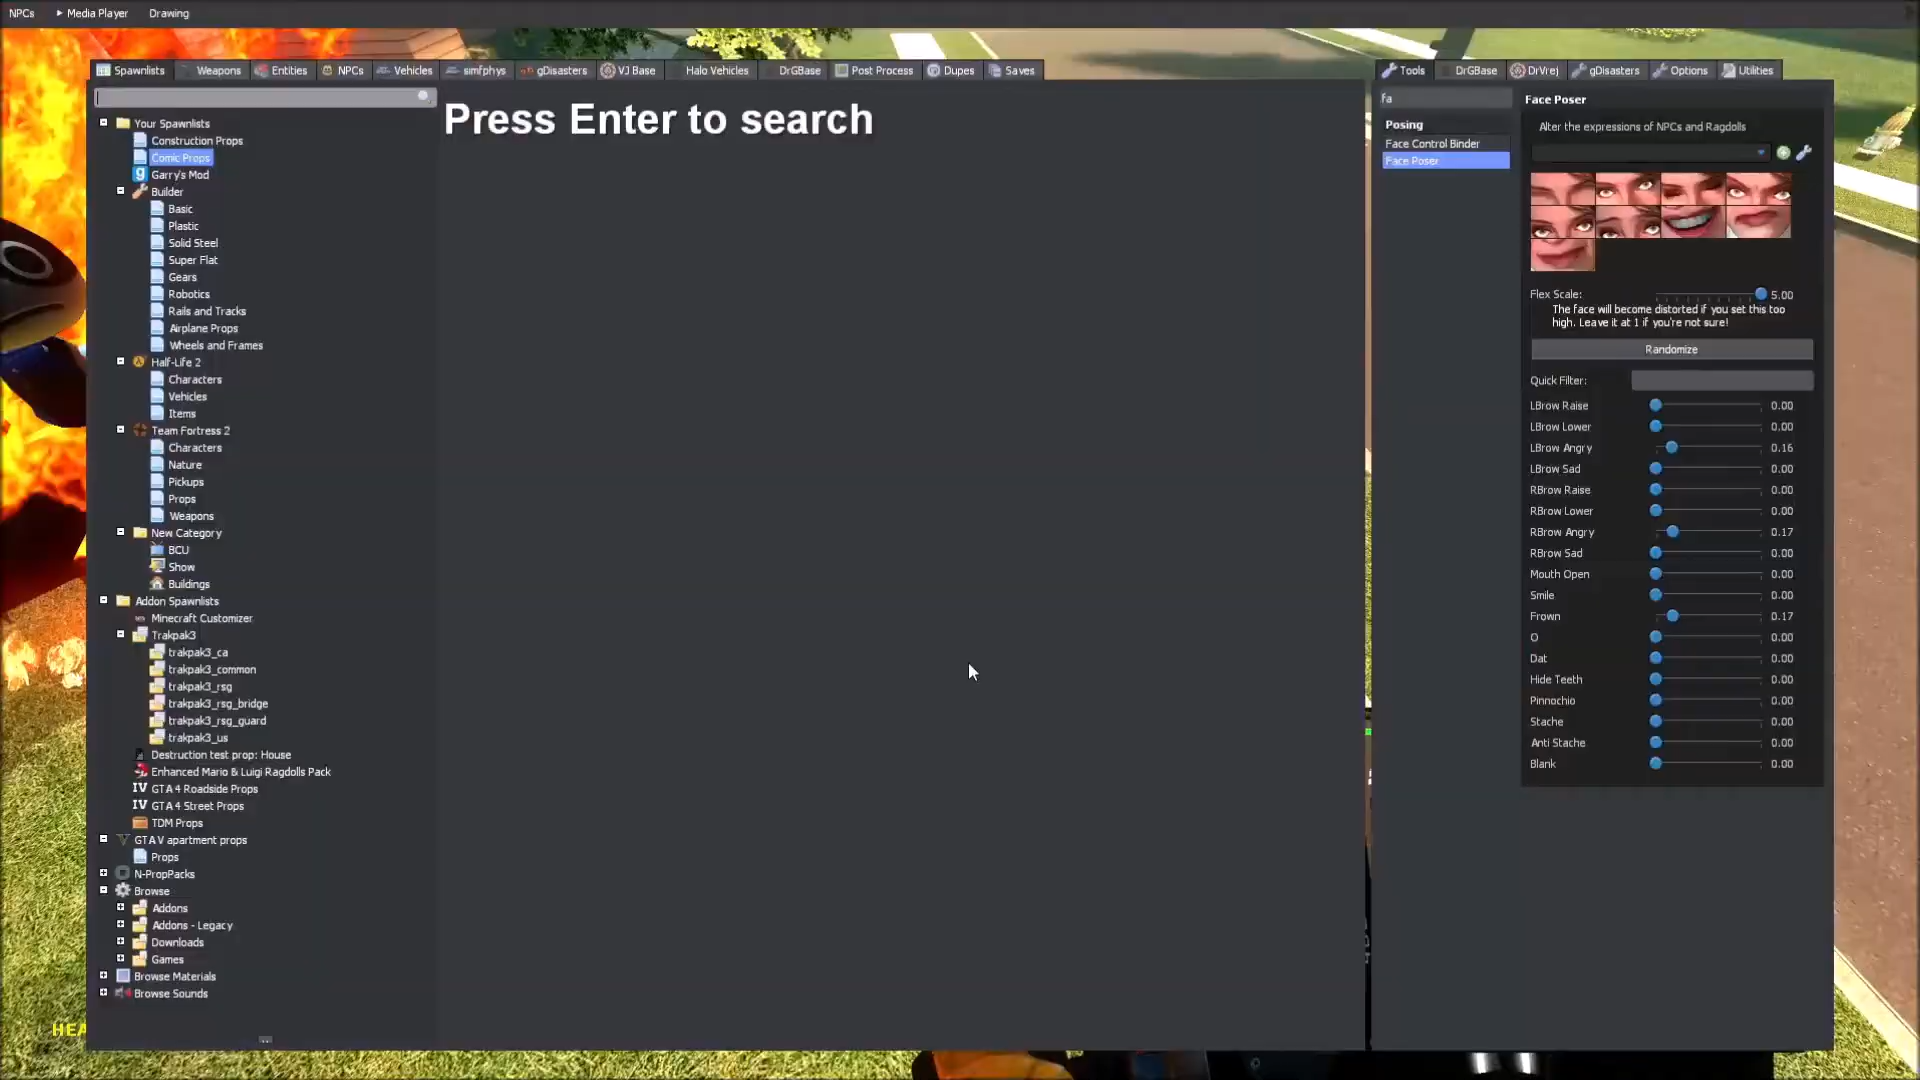 NPCs
Media Player
Drawing
Spawnlists
Weapons
Entities
NPCs
Vehicles
simfphys
gDisasters
VJ Base
Halo Vehicles
DrGBase
Post Process
Dupes
Saves
Press Enter to search
Your Spawnlists
Construction Props
Comic Props
Garry's Mod
Builder
Basic
Plastic
Solid Steel
Super Flat
Gears
Robotics
Rails and Tracks
Airplane Props
Wheels and Frames
Half-Life 2
Characters
Vehicles
Items
Team Fortress 2
Characters
Nature
Pickups
Props
Weapons
New Category
BCU
Show
Buildings
Addon Spawnlists
Minecraft Customizer
Trakpak3
trakpak3_ca
trakpak3_common
trakpak3_rsg
trakpak3_rsg_bridge
trakpak3_rsg_guard
trakpak3_us
Destruction test prop: House
Enhanced Mario & Luigi Ragdolls Pack
IV GTA 4 Roadside Props
IV GTA 4 Street Props
TDM Props
GTA V apartment props
Props
N-PropPacks
Browse
Addons
Addons - Legacy
Downloads
Games
Browse Materials
Browse Sounds
HEA
Tools
DrGBase
DrVrej
gDisasters
Options
Utilities
fa
Posing
Face Control Binder
Face Poser
Face Poser
Alter the expressions of NPCs and Ragdolls
Flex Scale: 5.00
The face will become distorted if you set this too
high. Leave it at 1 if you're not sure!
Randomize
Quick Filter:
LBrow Raise 0.00
LBrow Lower 0.00
LBrow Angry 0.16
LBrow Sad 0.00
RBrow Raise 0.00
RBrow Lower 0.00
RBrow Angry 0.17
RBrow Sad 0.00
Mouth Open 0.00
Smile 0.00
Frown 0.17
O 0.00
Dat 0.00
Hide Teeth 0.00
Pinnochio 0.00
Stache 0.00
Anti Stache 0.00
Blank 0.00